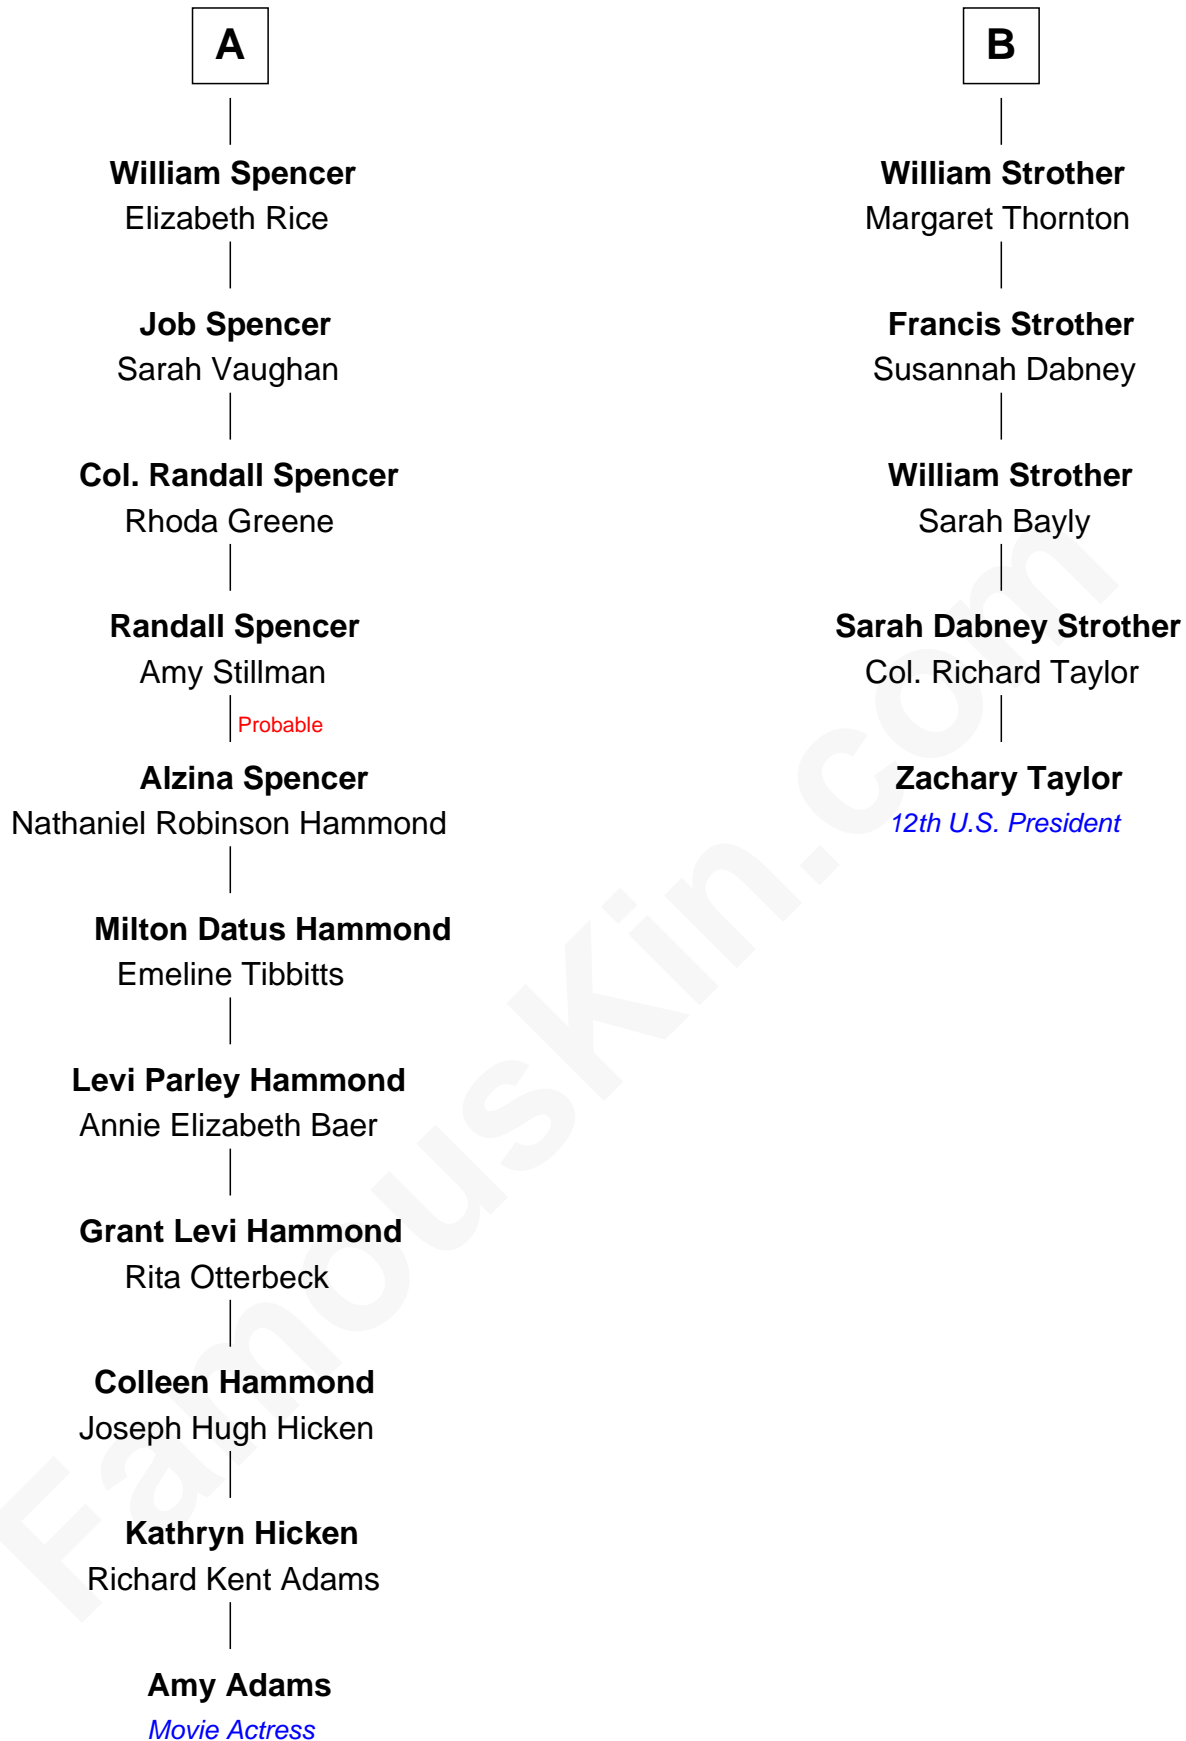 A
William Spencer
Elizabeth Rice
Job Spencer
Sarah Vaughan
Col. Randall Spencer
Rhoda Greene
Randall Spencer
Amy Stillman
Probable
Alzina Spencer
Nathaniel Robinson Hammond
Milton Datus Hammond
Emeline Tibbitts
Levi Parley Hammond
Annie Elizabeth Baer
Grant Levi Hammond
Rita Otterbeck
Colleen Hammond
Joseph Hugh Hicken
Kathryn Hicken
Richard Kent Adams
Amy Adams
Movie Actress
B
William Strother
Margaret Thornton
Francis Strother
Susannah Dabney
William Strother
Sarah Bayly
Sarah Dabney Strother
Col. Richard Taylor
Zachary Taylor
12th U.S. President
FamousKin.com